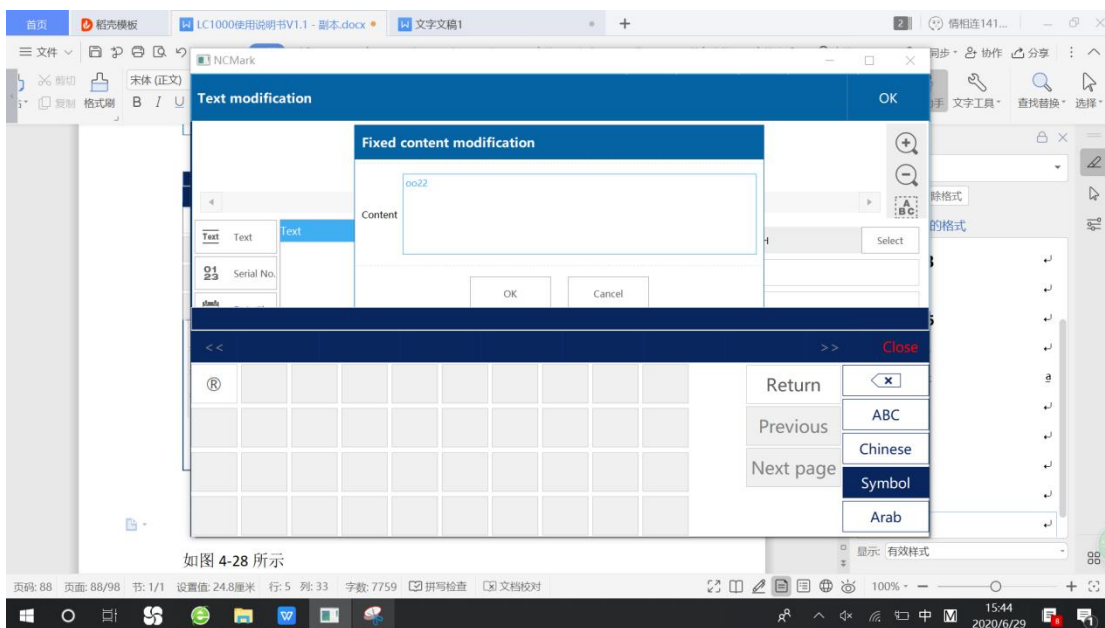 首页 稻壳模板 LC1000使用说明书V1.1 - 副本.docx 文字文稿1 + 2 情相连141...
文件 同步 协作 分享
剪切 复制 格式刷 宋体 (正文) B I U 文字工具 查找替换 选择
NCMark
Text modification OK
Fixed content modification
oo22
Content
Text Text Text Select
0123 Serial No.
OK Cancel
<< >> Close
® Return
ABC
Previous
Chinese
Next page
Symbol
Arab
除格式
的格式
显示: 有效样式
如图 4-28 所示
页码: 88 页面: 88/98 节: 1/1 设置值: 24.8厘米 行: 5 列: 33 字数: 7759 拼写检查 文档校对 100%
中 M 15:44
2020/6/29